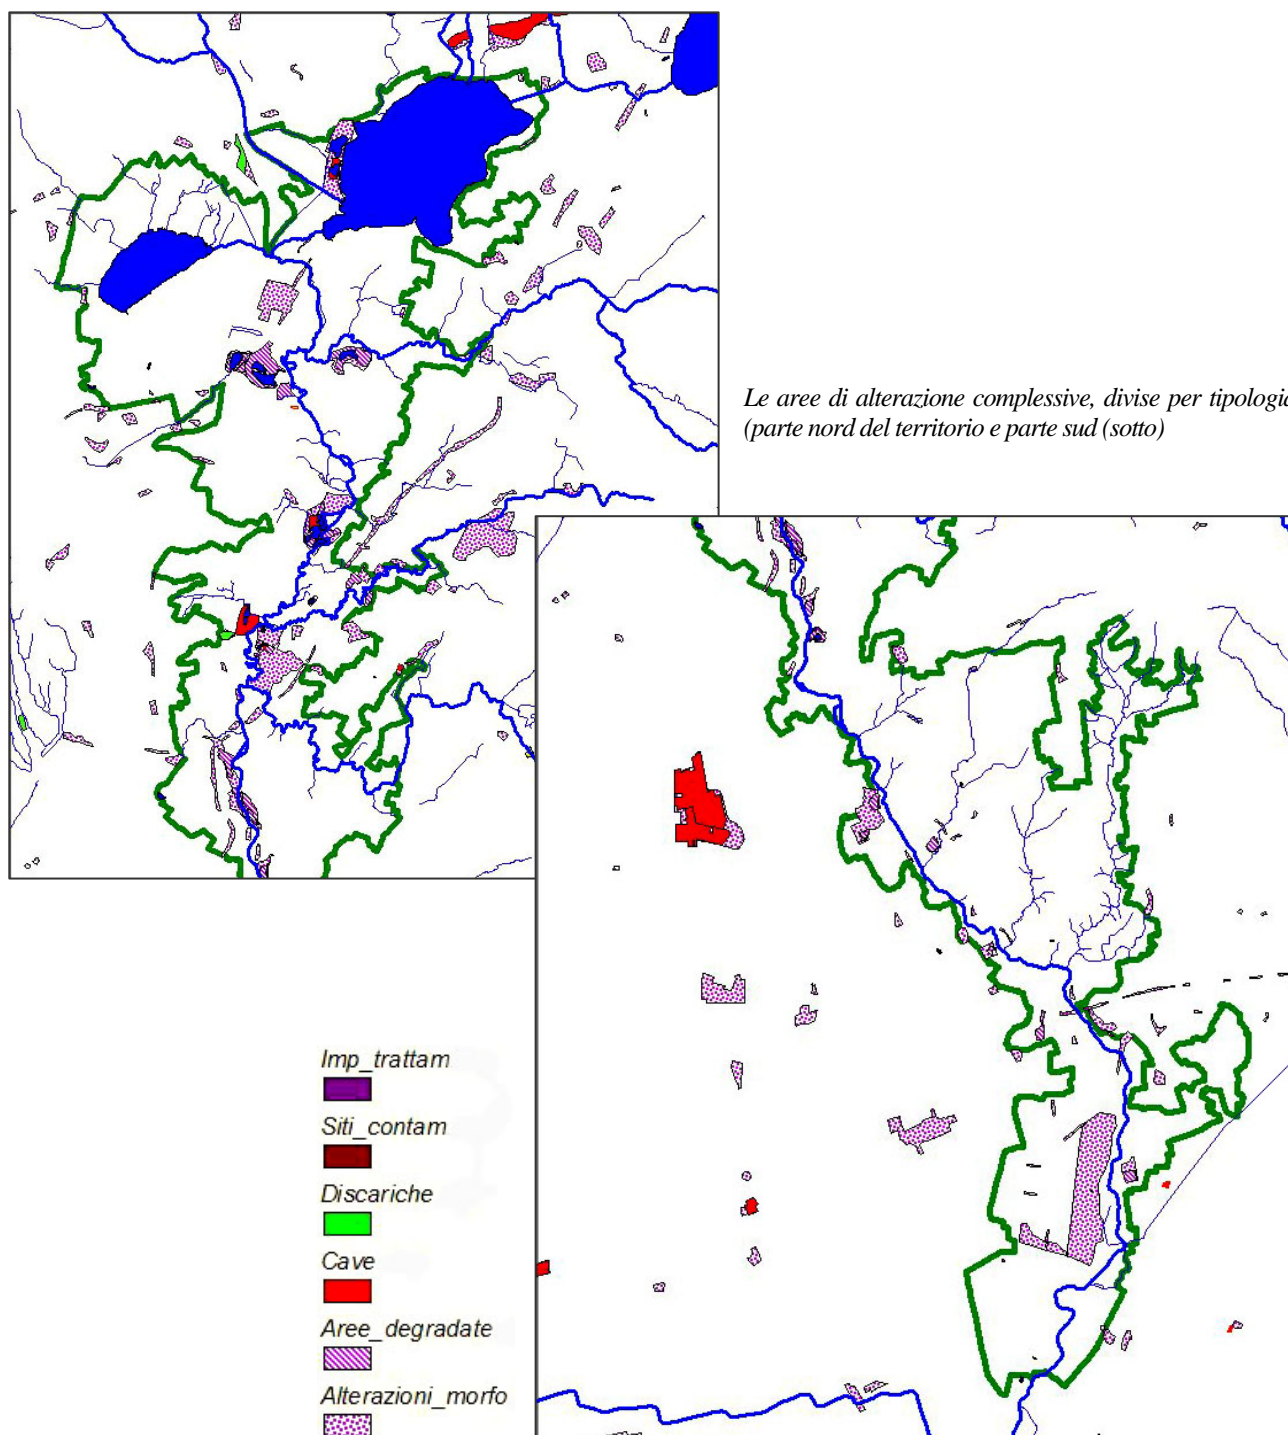 Le aree di alterazione complessive, divise per tipologia
(parte nord del territorio e parte sud (sotto)
Imp_trattam
Siti_contam
Discariche
Cave
Aree_degradate
Alterazioni_morfo